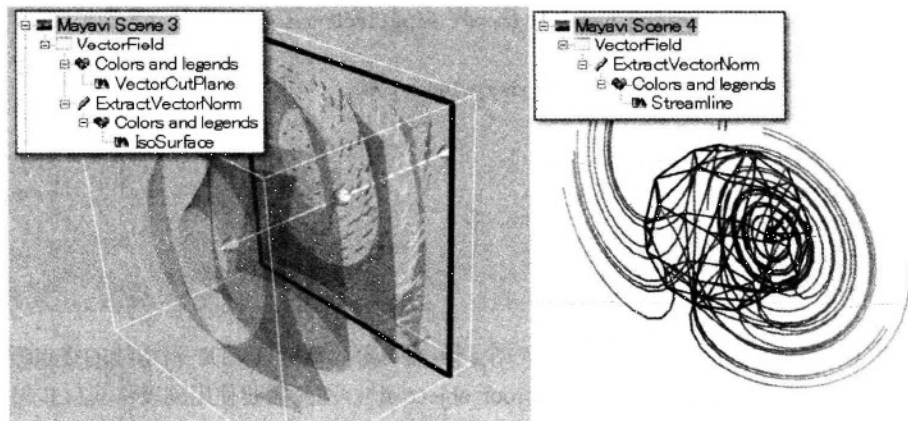 Mayavi Scene 3
VectorField
Colors and legends
VectorCutPlane
ExtractVectorNorm
Colors and legends
IsoSurface
Mayavi Scene 4
VectorField
ExtractVectorNorm
Colors and legends
Streamline